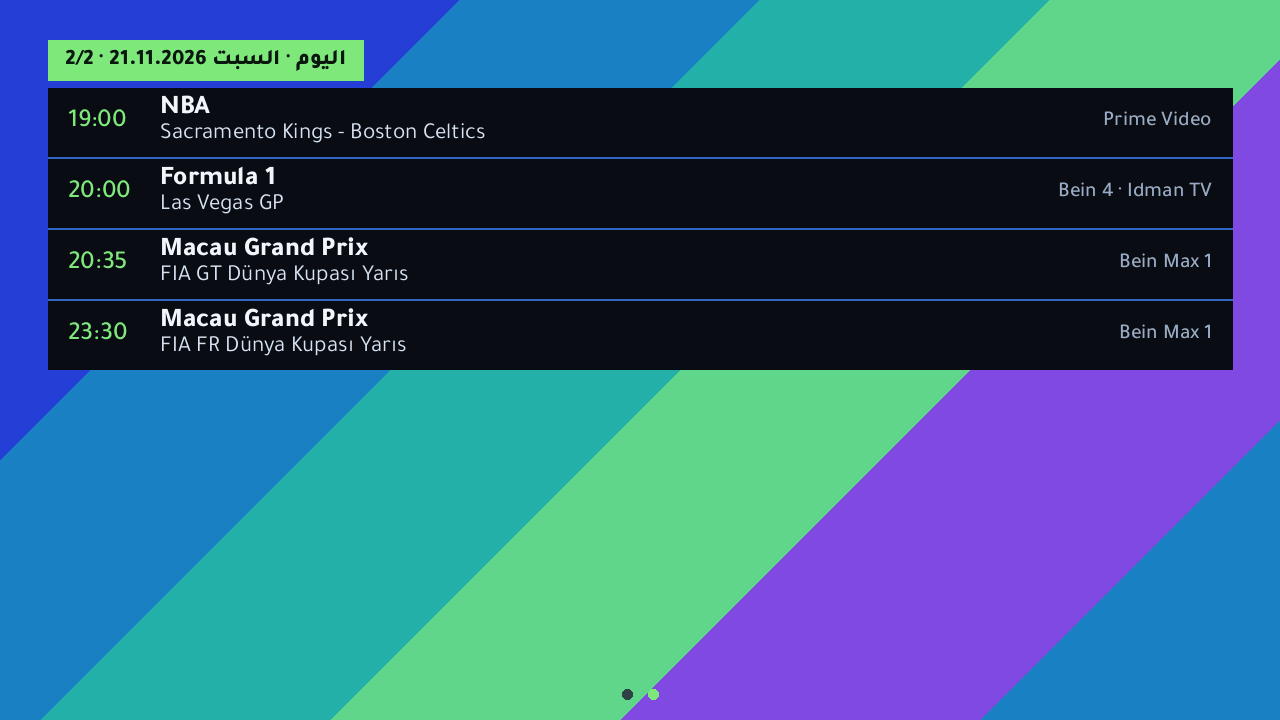 اليوم · السبت 21.11.2026 · 2/2
19:00 NBA Prime Video
Sacramento Kings - Boston Celtics
20:00 Formula 1 Bein 4 · Idman TV
Las Vegas GP
20:35 Macau Grand Prix Bein Max 1
FIA GT Dünya Kupası Yarıs
23:30 Macau Grand Prix Bein Max 1
FIA FR Dünya Kupası Yarıs